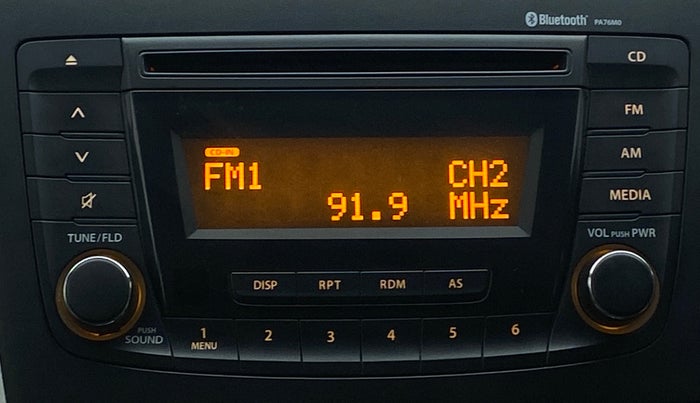 Bluetooth PA76M0
CD
FM
AM
MEDIA
CD-IN
FM1 CH2
91.9 MHz
TUNE/FLD
VOL PUSH PWR
DISP RPT RDM AS
PUSH
SOUND
1 2 3 4 5 6
MENU